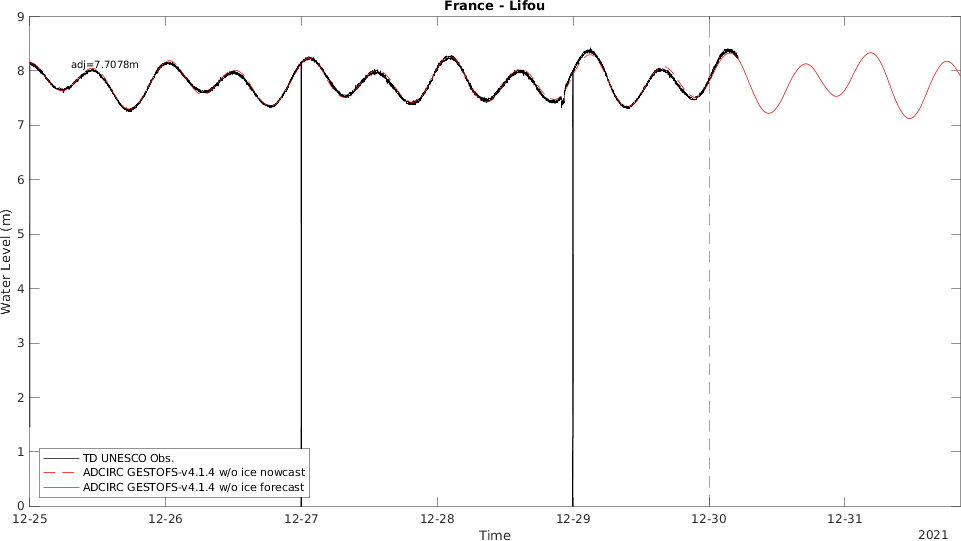 France - Lifou
9
8
7
6
5
4
3
2
1
0
adj=7.7078m
Water Level (m)
TD UNESCO Obs.
ADCIRC GESTOFS-v4.1.4 w/o ice nowcast
ADCIRC GESTOFS-v4.1.4 w/o ice forecast
12-25 12-26 12-27 12-28 12-29 12-30 12-31
Time
2021